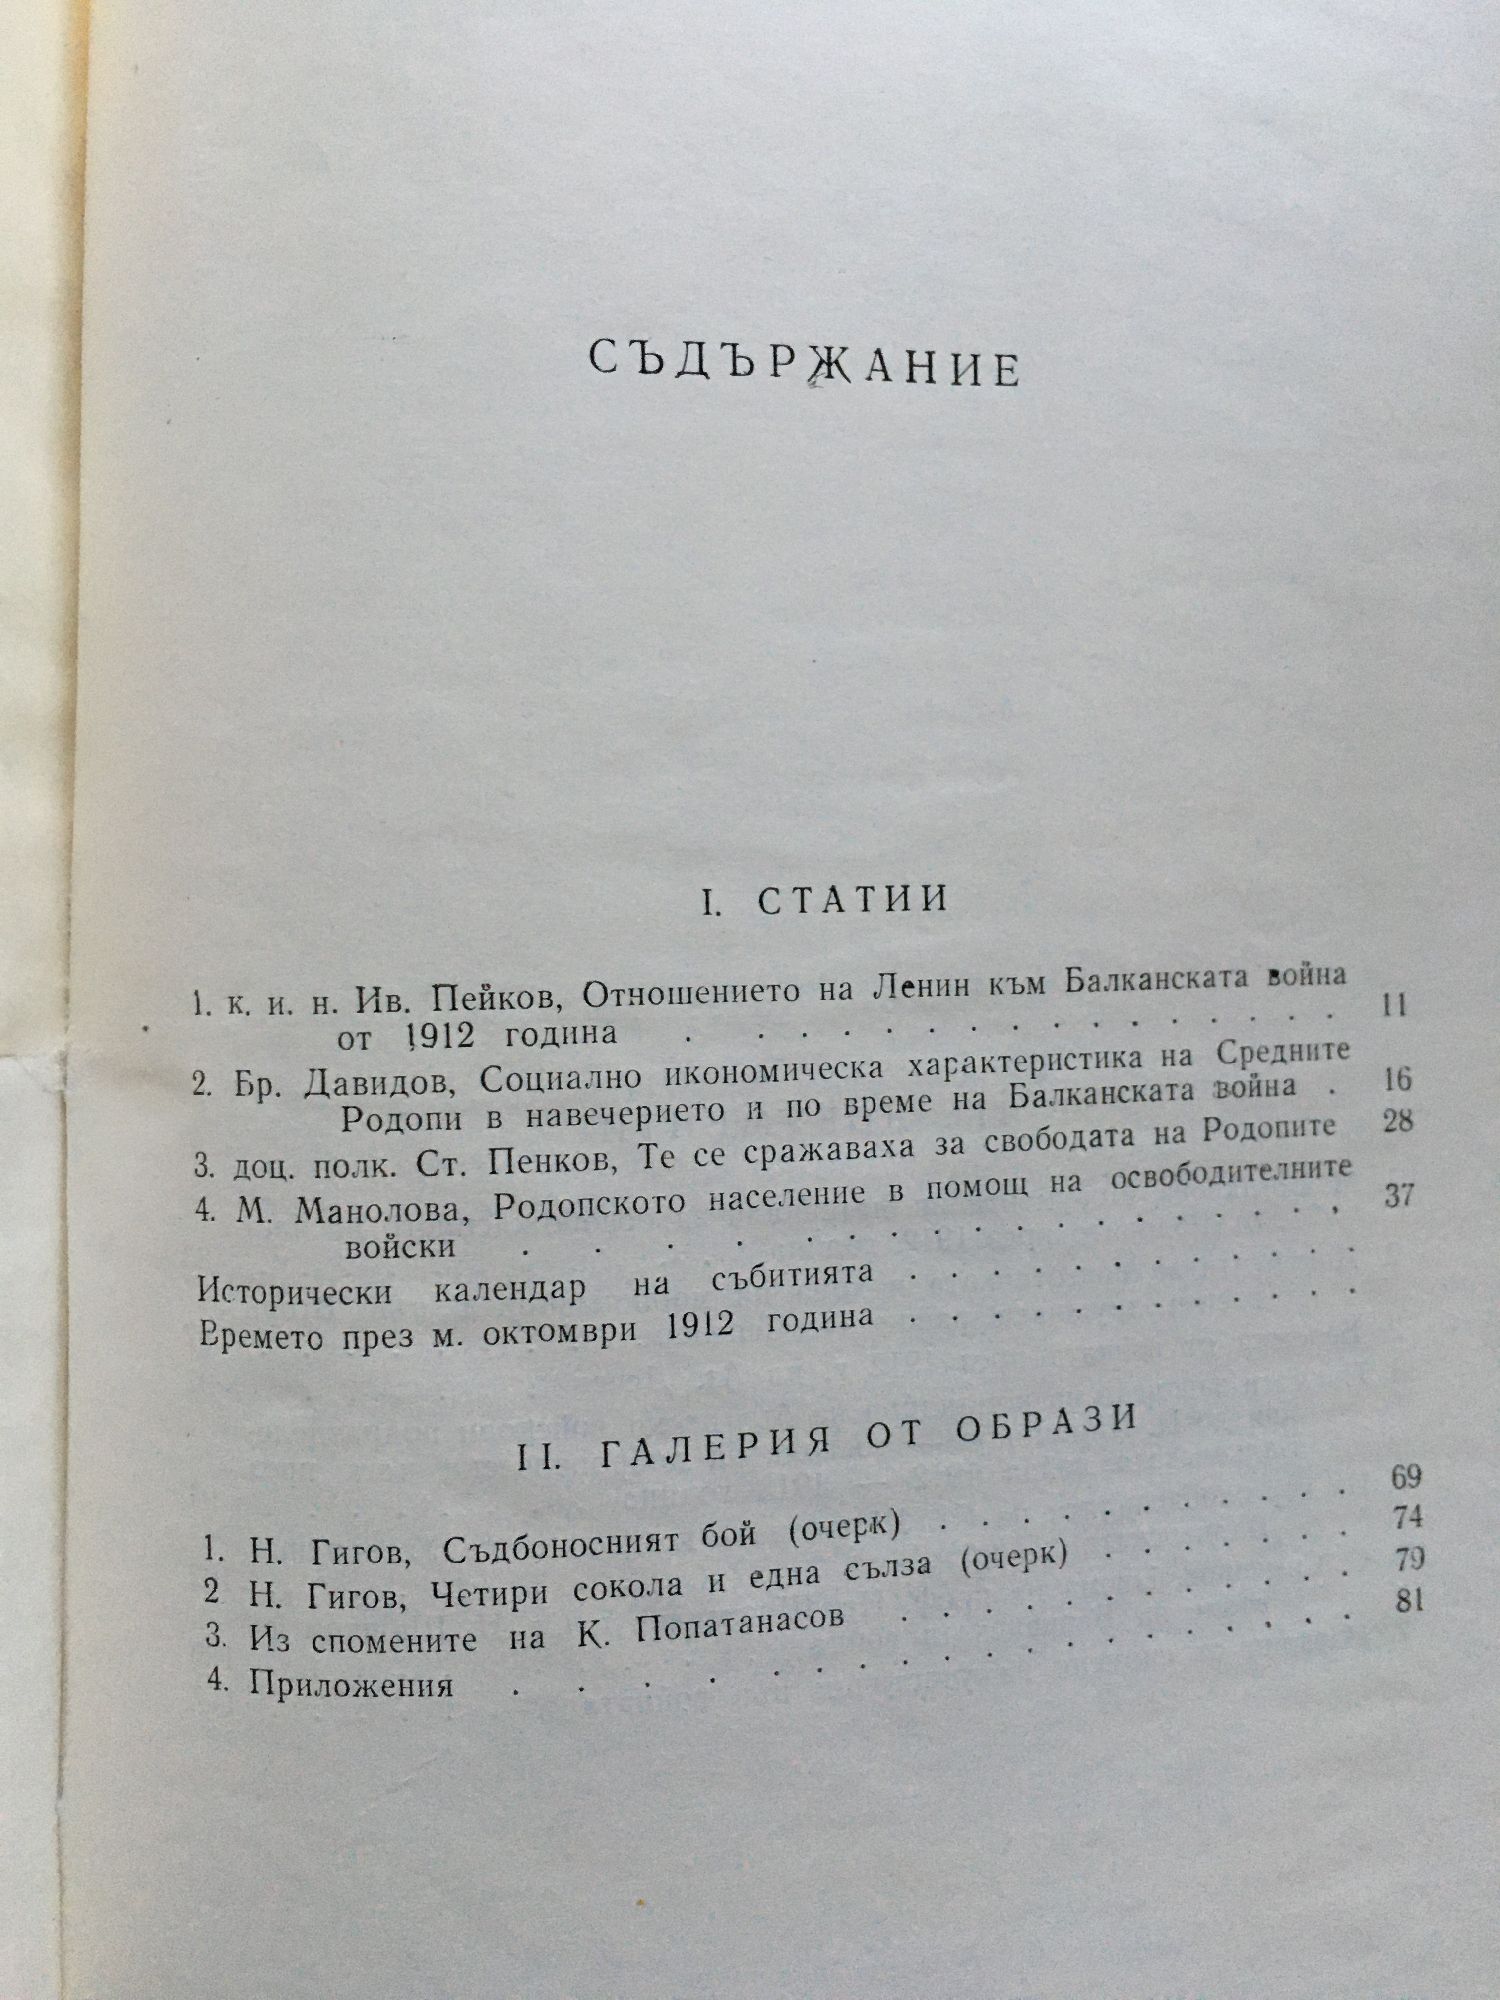 СЪДЪРЖАНИЕ
I. СТАТИИ
1. к. и. н. Ив. Пейков, Отношението на Ленин към Балканската война
от 1912 година . . . . . . . . . . . . . . . . 11
2. Бр. Давидов, Социално икономическа характеристика на Средните
Родопи в навечерието и по време на Балканската война . 16
3. доц. полк. Ст. Пенков, Те се сражаваха за свободата на Родопите 28
4. М. Манолова, Родопското население в помощ на освободителните
войски . . . . . . . . . . . . . . . . 37
Исторически календар на събитията . . . . . . . . . . .
Времето през м. октомври 1912 година . . . . . . . . . . .
II. ГАЛЕРИЯ ОТ ОБРАЗИ
1. Н. Гигов, Съдбоносният бой (очерк) . . . . . . . . . . . 69
2 Н. Гигов, Четири сокола и една сълза (очерк) . . . . . . . 74
3. Из спомените на К. Попатанасов . . . . . . . . . . . . 79
4. Приложения . . . . . . . . . . . . . . . . 81